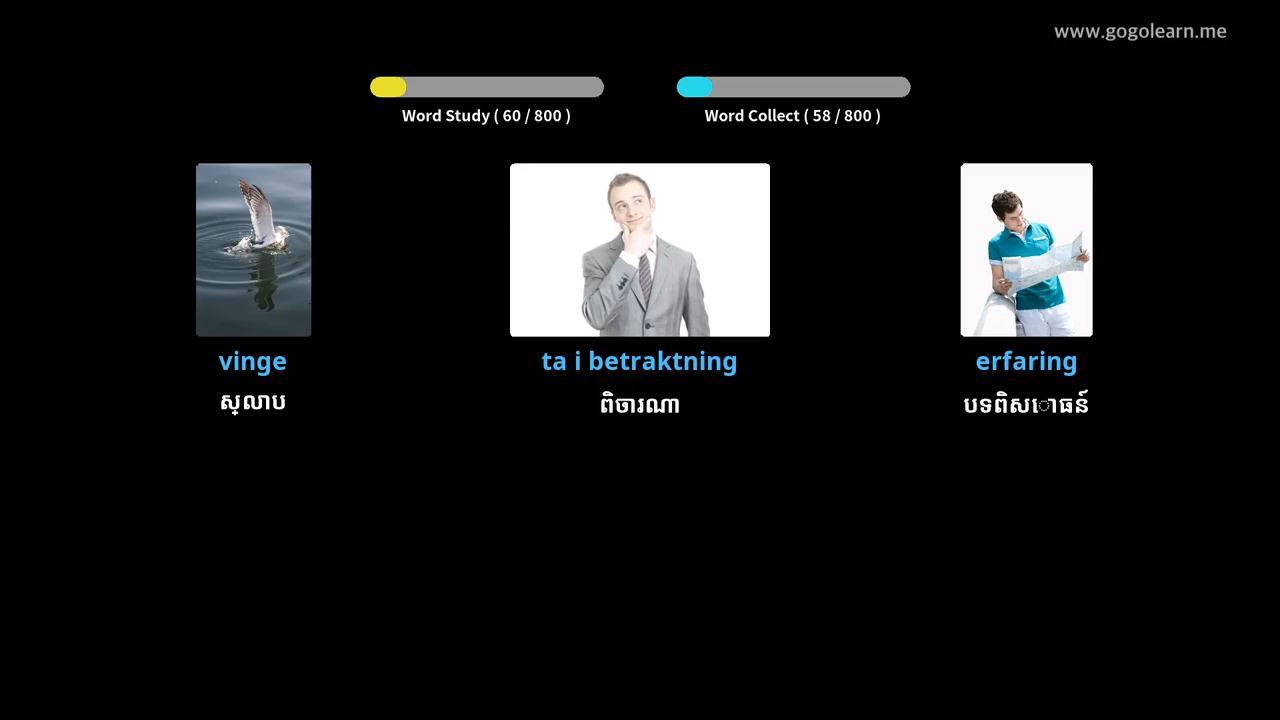 www.gogolearn.me
Word Study ( 60 / 800 )
Word Collect ( 58 / 800 )
vinge
ta i betraktning
erfaring
ស្លាប
ពិចារណា
បទពិសោធន៍